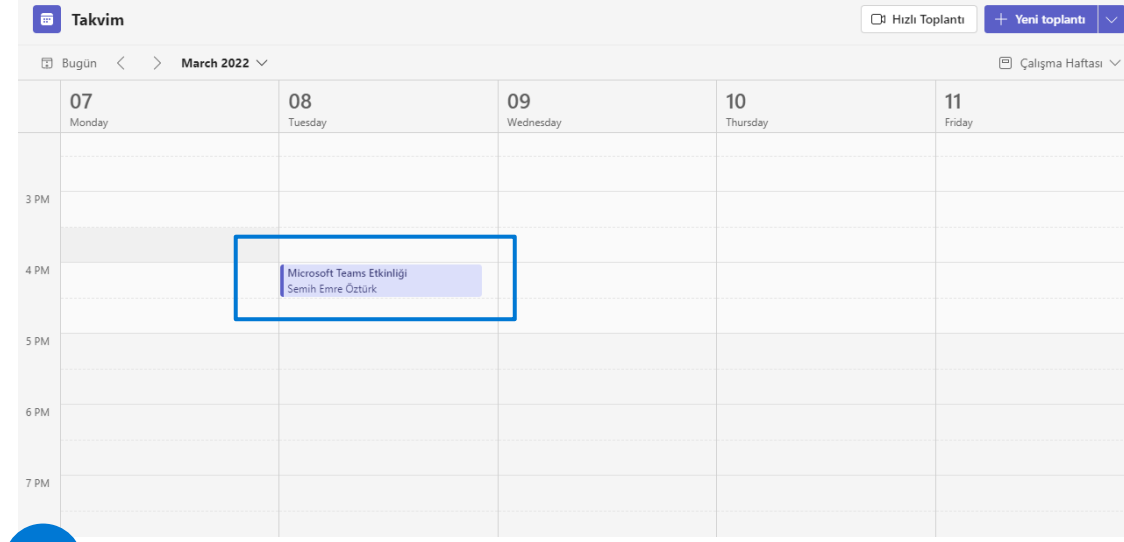 Takvim
Hızlı Toplantı
Yeni toplantı
Bugün
March 2022
Çalışma Haftası
07
Monday
08
Tuesday
09
Wednesday
10
Thursday
11
Friday
3 PM
4 PM
Microsoft Teams Etkinliği
Semih Emre Öztürk
5 PM
6 PM
7 PM